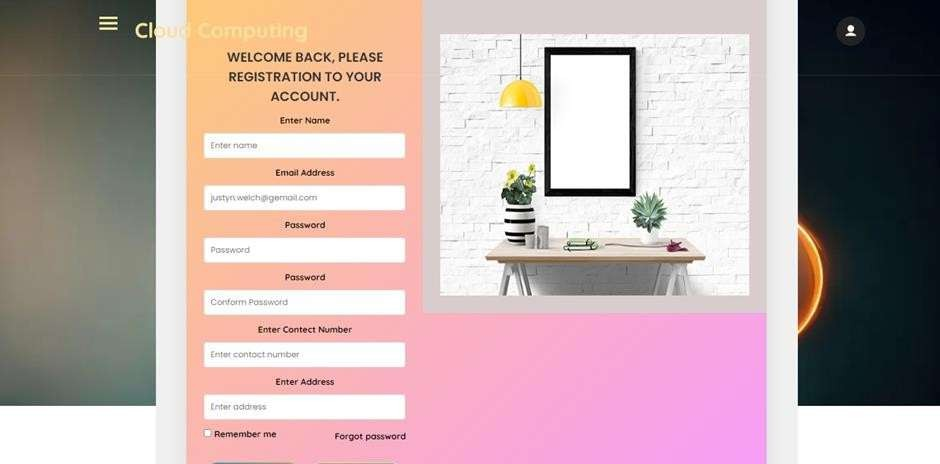 Cloud Computing
WELCOME BACK, PLEASE
REGISTRATION TO YOUR
ACCOUNT.
Enter Name
Enter name
Email Address
justyn.welch@gemail.com
Password
Password
Password
Conform Password
Enter Contect Number
Enter contact number
Enter Address
Enter address
Remember me
Forgot password